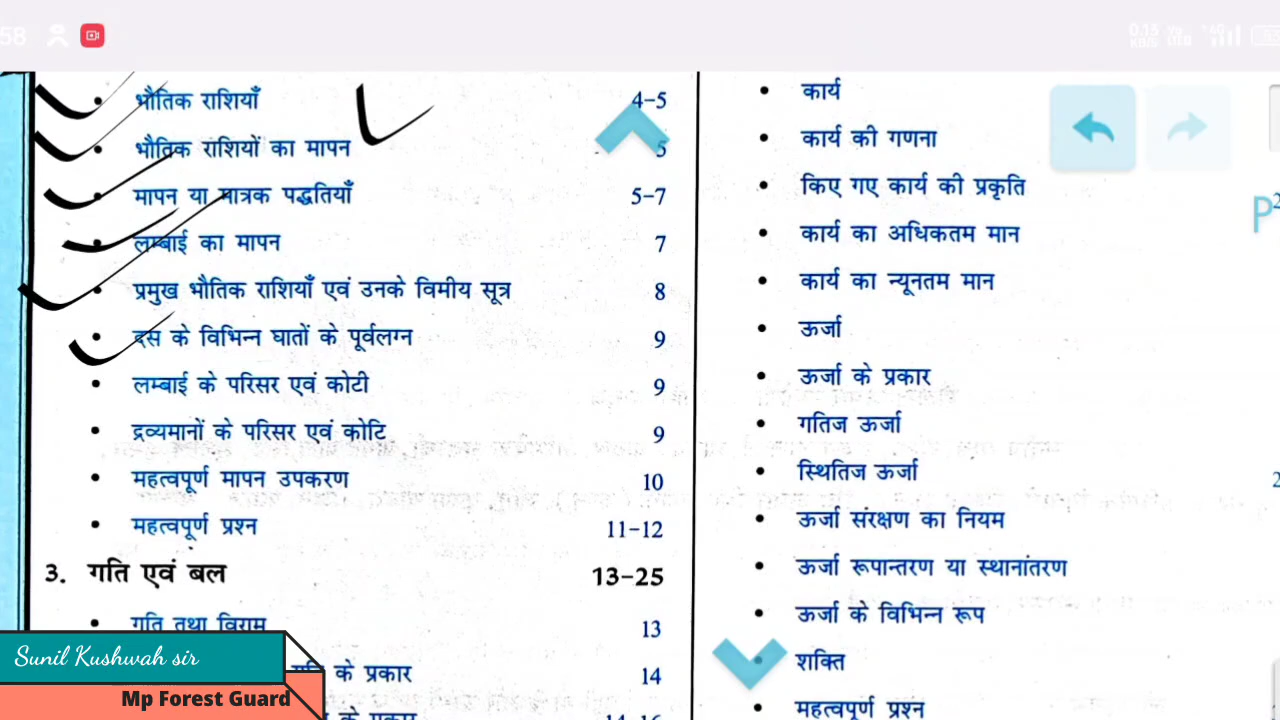 58
0.13 KB/S
भौतिक राशियाँ 4-5
भौतिक राशियों का मापन 5
मापन या मात्रक पद्धतियाँ 5-7
लम्बाई का मापन 7
प्रमुख भौतिक राशियाँ एवं उनके विमीय सूत्र 8
दस के विभिन्न घातों के पूर्वलग्न 9
लम्बाई के परिसर एवं कोटी 9
द्रव्यमानों के परिसर एवं कोटि 9
महत्वपूर्ण मापन उपकरण 10
महत्वपूर्ण प्रश्न 11-12
3. गति एवं बल 13-25
गति तथा विराम 13
के प्रकार 14
कार्य
कार्य की गणना
किए गए कार्य की प्रकृति
कार्य का अधिकतम मान
कार्य का न्यूनतम मान
ऊर्जा
ऊर्जा के प्रकार
गतिज ऊर्जा
स्थितिज ऊर्जा
ऊर्जा संरक्षण का नियम
ऊर्जा रूपान्तरण या स्थानांतरण
ऊर्जा के विभिन्न रूप
शक्ति
महत्वपूर्ण प्रश्न
Sunil Kushwah sir
Mp Forest Guard